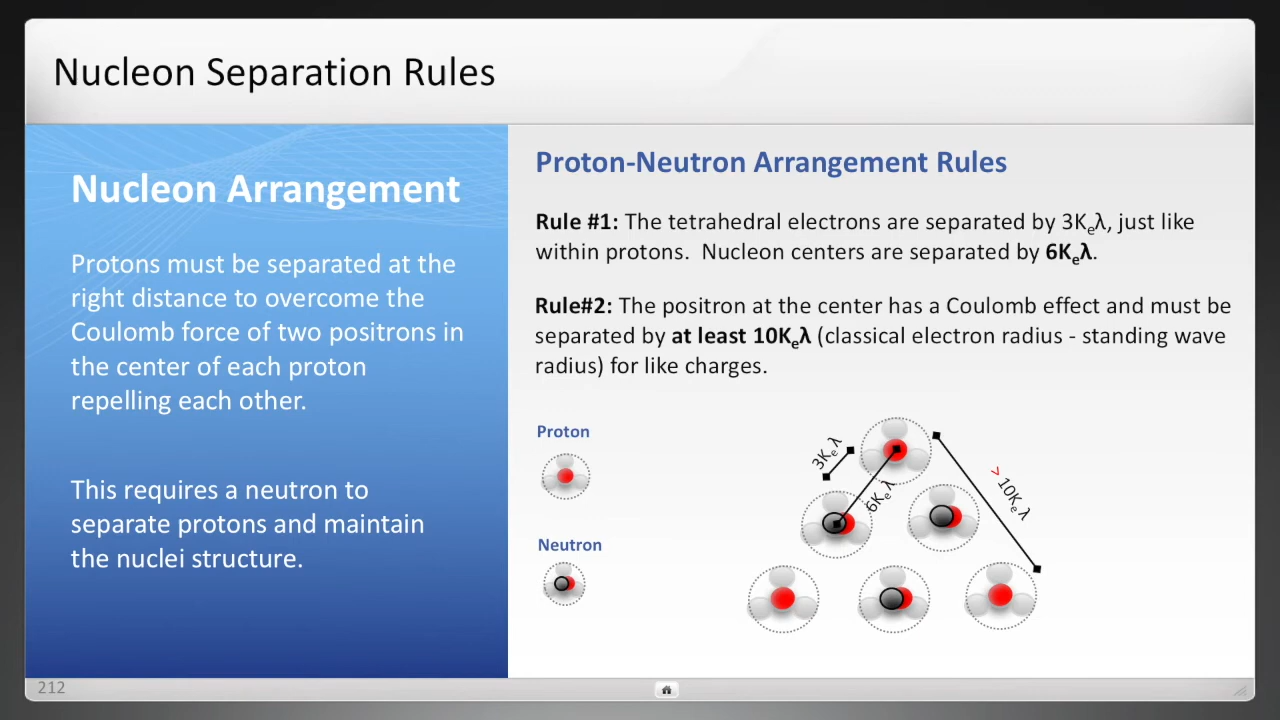 Nucleon Separation Rules
Nucleon Arrangement
Protons must be separated at the
right distance to overcome the
Coulomb force of two positrons in
the center of each proton
repelling each other.
This requires a neutron to
separate protons and maintain
the nuclei structure.
Proton-Neutron Arrangement Rules
Rule #1: The tetrahedral electrons are separated by 3Kₑλ, just like
within protons.  Nucleon centers are separated by 6Kₑλ.
Rule#2: The positron at the center has a Coulomb effect and must be
separated by at least 10Kₑλ (classical electron radius - standing wave
radius) for like charges.
Proton
Neutron
3Kₑλ
6Kₑλ
> 10Kₑλ
212